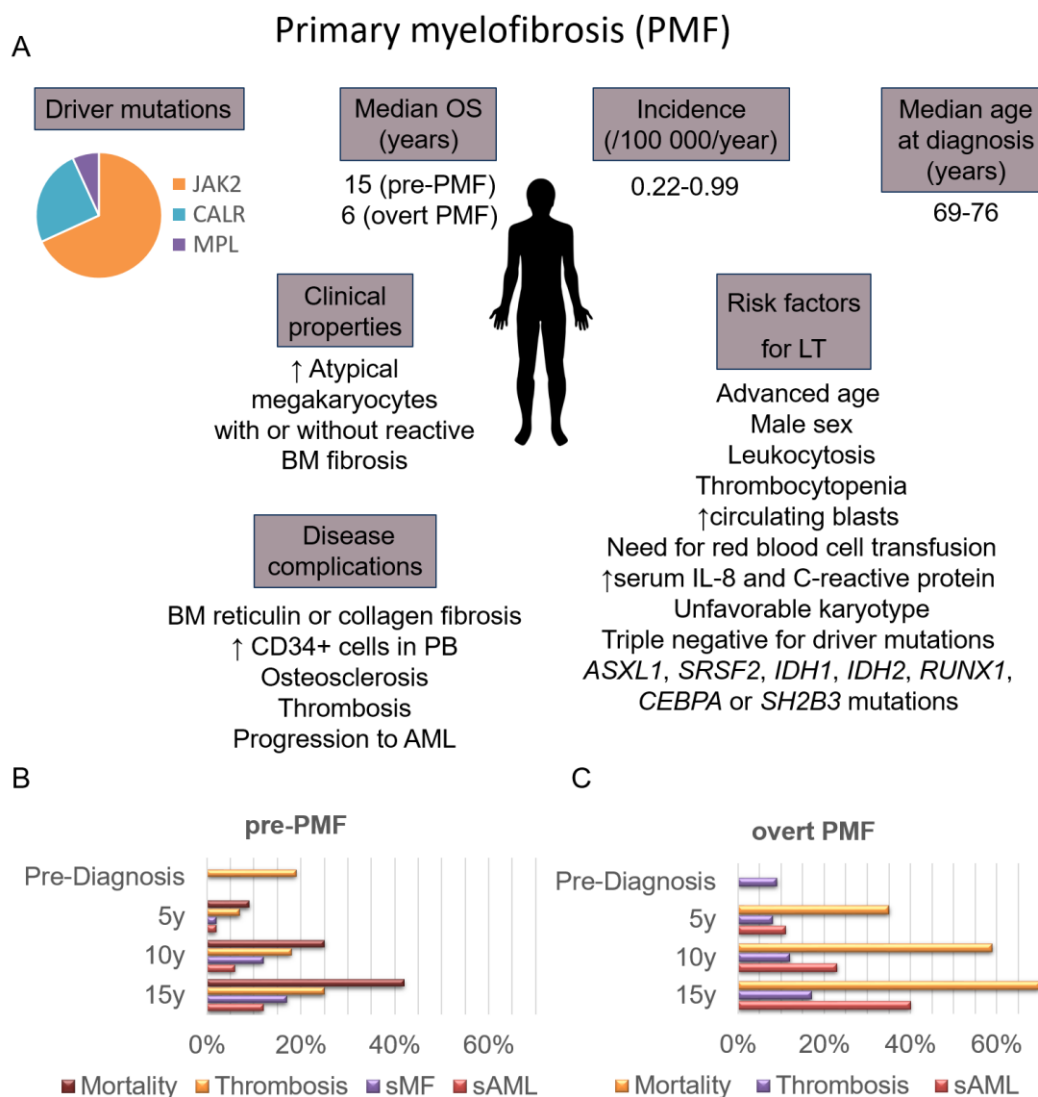 Primary myelofibrosis (PMF)
A
Driver mutations
JAK2
CALR
MPL
Median OS
(years)
15 (pre-PMF)
6 (overt PMF)
Incidence
(/100 000/year)
0.22-0.99
Median age
at diagnosis
(years)
69-76
Clinical
properties
↑ Atypical
megakaryocytes
with or without reactive
BM fibrosis
Disease
complications
BM reticulin or collagen fibrosis
↑ CD34+ cells in PB
Osteosclerosis
Thrombosis
Progression to AML
Risk factors
for LT
Advanced age
Male sex
Leukocytosis
Thrombocytopenia
↑circulating blasts
Need for red blood cell transfusion
↑serum IL-8 and C-reactive protein
Unfavorable karyotype
Triple negative for driver mutations
ASXL1, SRSF2, IDH1, IDH2, RUNX1,
CEBPA or SH2B3 mutations
B
pre-PMF
Pre-Diagnosis
5y
10y
15y
0% 20% 40% 60%
Mortality Thrombosis sMF sAML
C
overt PMF
Pre-Diagnosis
5y
10y
15y
0% 20% 40% 60%
Mortality Thrombosis sAML